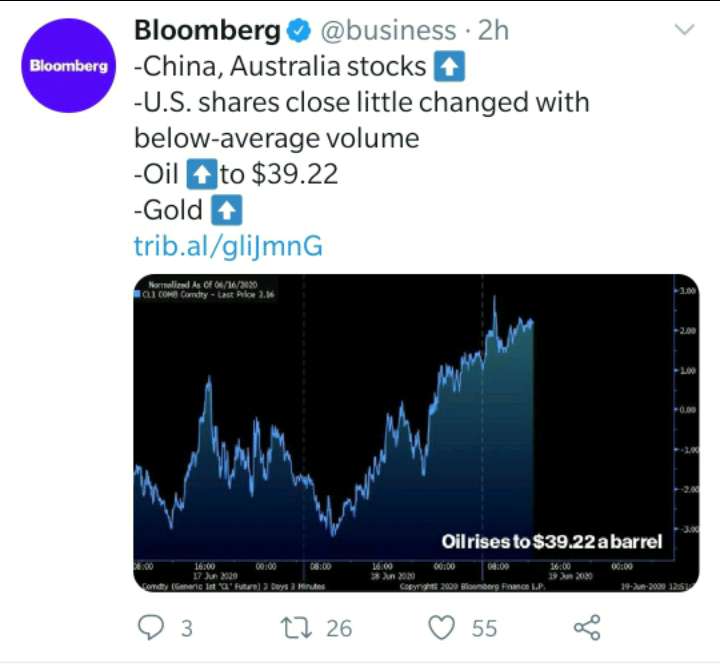 Bloomberg @business · 2h
Bloomberg
-China, Australia stocks ⬆️
-U.S. shares close little changed with
below-average volume
-Oil ⬆️to $39.22
-Gold ⬆️
trib.al/gliJmnG
Normalized As Of 06/16/2020
CL1 COMB Comdty - Last Price 2.16
3.00
2.00
1.00
0.00
-1.00
-2.00
-3.00
Oil rises to $39.22 a barrel
16:00 00:00 08:00 16:00 00:00 08:00 16:00 00:00
17 Jun 2020 18 Jun 2020 19 Jun 2020
Comdty (Generic 1st "CL" Future) 3 Days 3 Minutes Copyright© 2020 Bloomberg Finance L.P. 19-Jun-2020
3 26 55